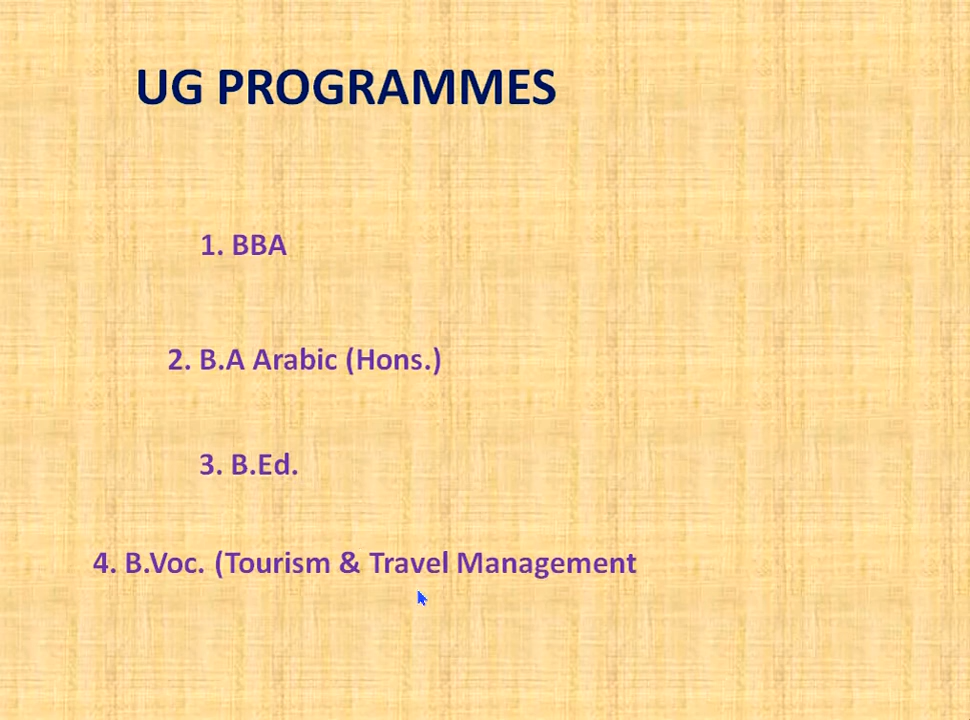 UG PROGRAMMES
1. BBA
2. B.A Arabic (Hons.)
3. B.Ed.
4. B.Voc. (Tourism & Travel Management